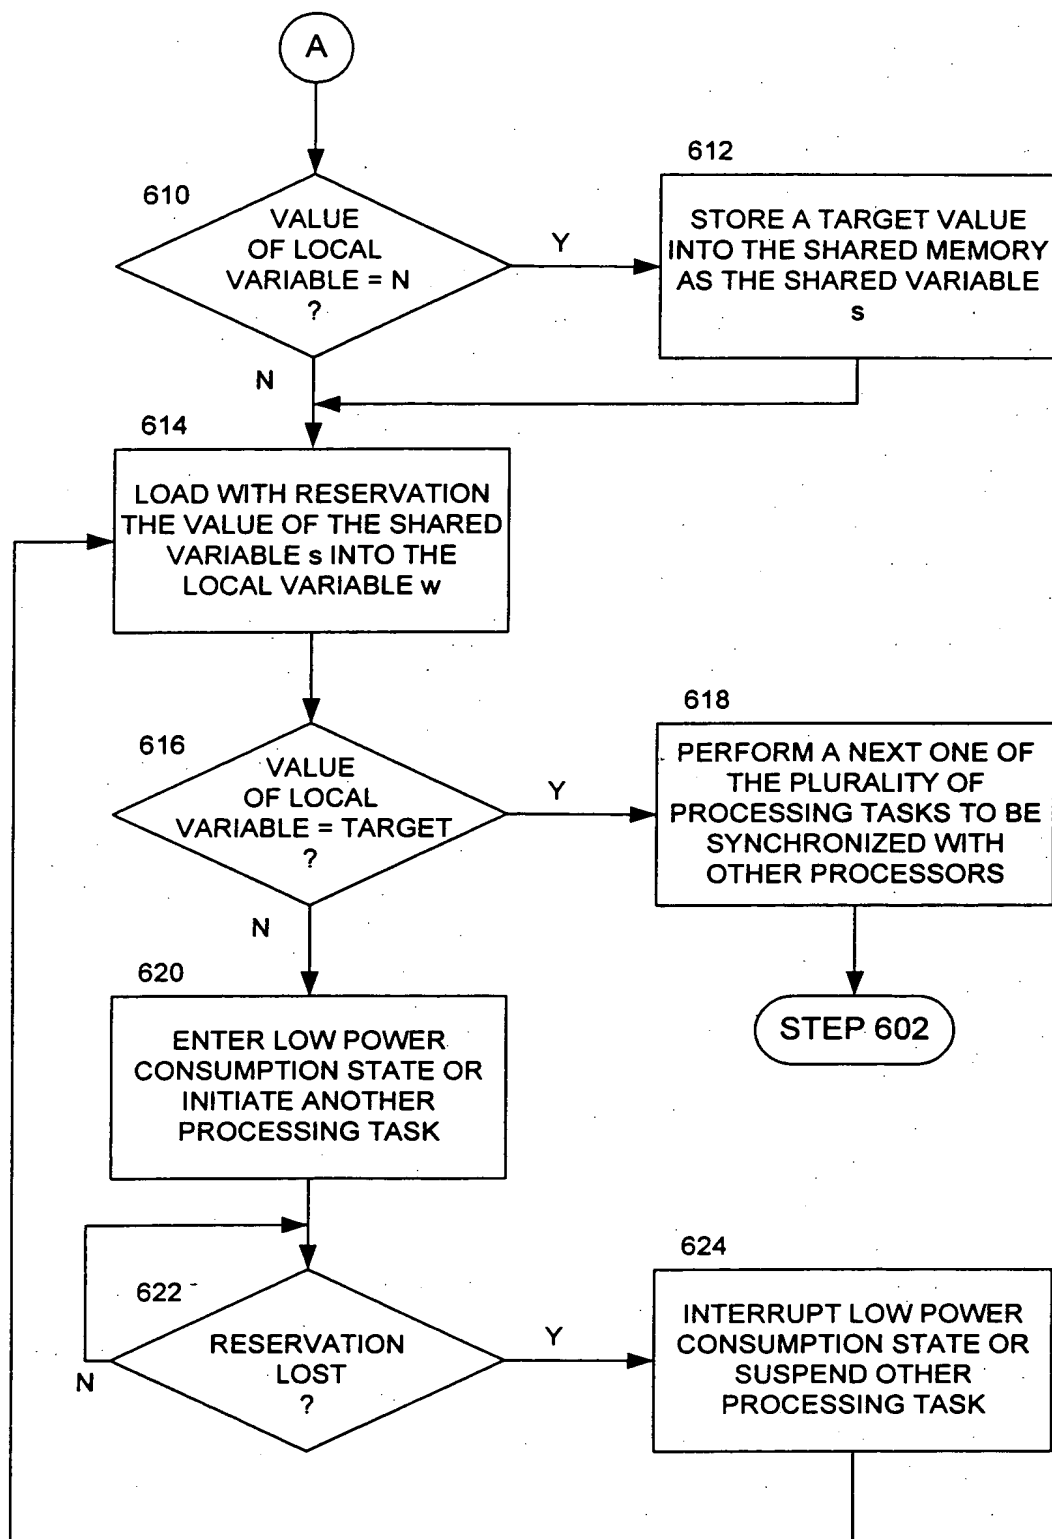 A
610
VALUE
OF LOCAL
VARIABLE = N
?
Y
N
612
STORE A TARGET VALUE
INTO THE SHARED MEMORY
AS THE SHARED VARIABLE
s
614
LOAD WITH RESERVATION
THE VALUE OF THE SHARED
VARIABLE s INTO THE
LOCAL VARIABLE w
616
VALUE
OF LOCAL
VARIABLE = TARGET
?
Y
N
618
PERFORM A NEXT ONE OF
THE PLURALITY OF
PROCESSING TASKS TO BE
SYNCHRONIZED WITH
OTHER PROCESSORS
STEP 602
620
ENTER LOW POWER
CONSUMPTION STATE OR
INITIATE ANOTHER
PROCESSING TASK
622
RESERVATION
LOST
?
Y
N
624
INTERRUPT LOW POWER
CONSUMPTION STATE OR
SUSPEND OTHER
PROCESSING TASK